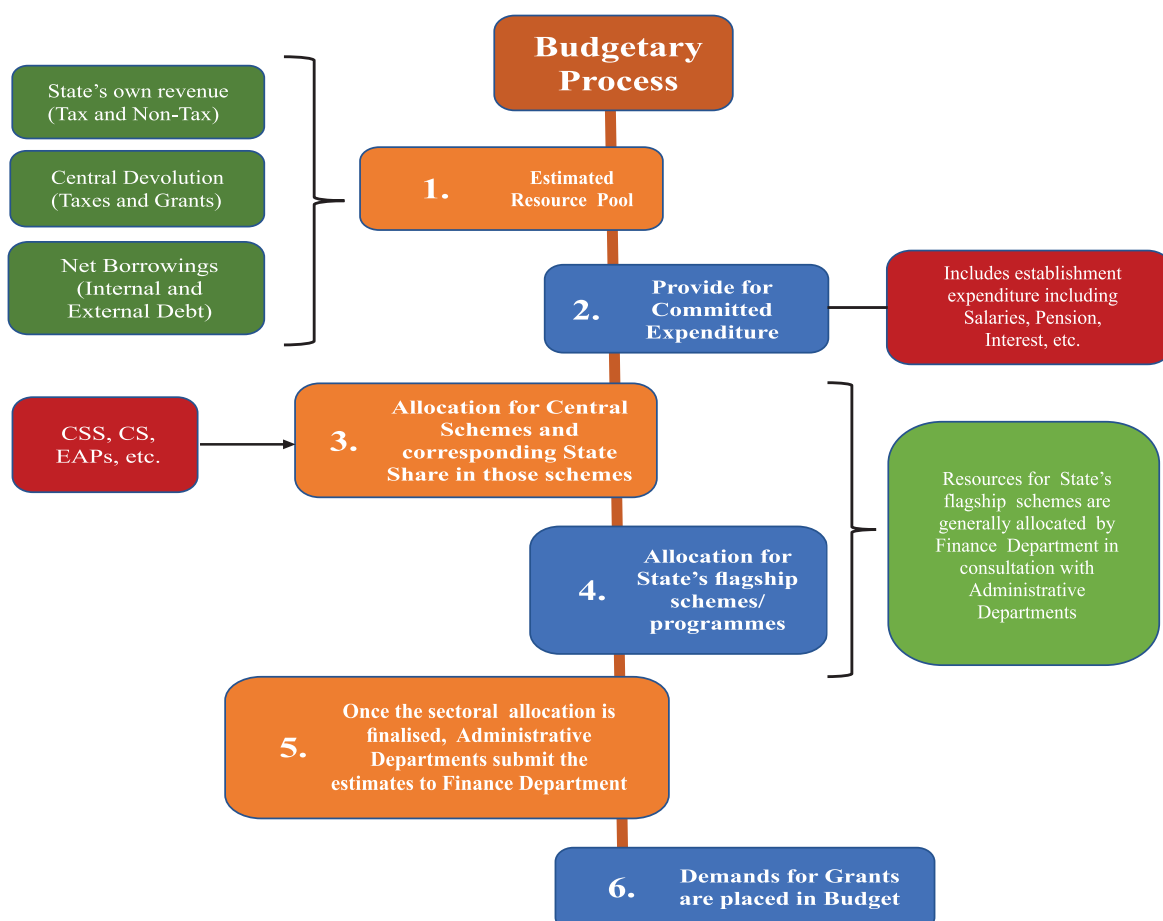 Budgetary
Process
State's own revenue
(Tax and Non-Tax)
Central Devolution
(Taxes and Grants)
Net Borrowings
(Internal and
External Debt)
1.
Estimated
Resource Pool
2.
Provide for
Committed
Expenditure
Includes establishment
expenditure including
Salaries, Pension,
Interest, etc.
CSS, CS,
EAPs, etc.
3.
Allocation for Central
Schemes and
corresponding State
Share in those schemes
4.
Allocation for
State's flagship
schemes/
programmes
Resources for State's
flagship schemes are
generally allocated by
Finance Department in
consultation with
Administrative
Departments
5.
Once the sectoral allocation is
finalised, Administrative
Departments submit the
estimates to Finance Department
6.
Demands for Grants
are placed in Budget